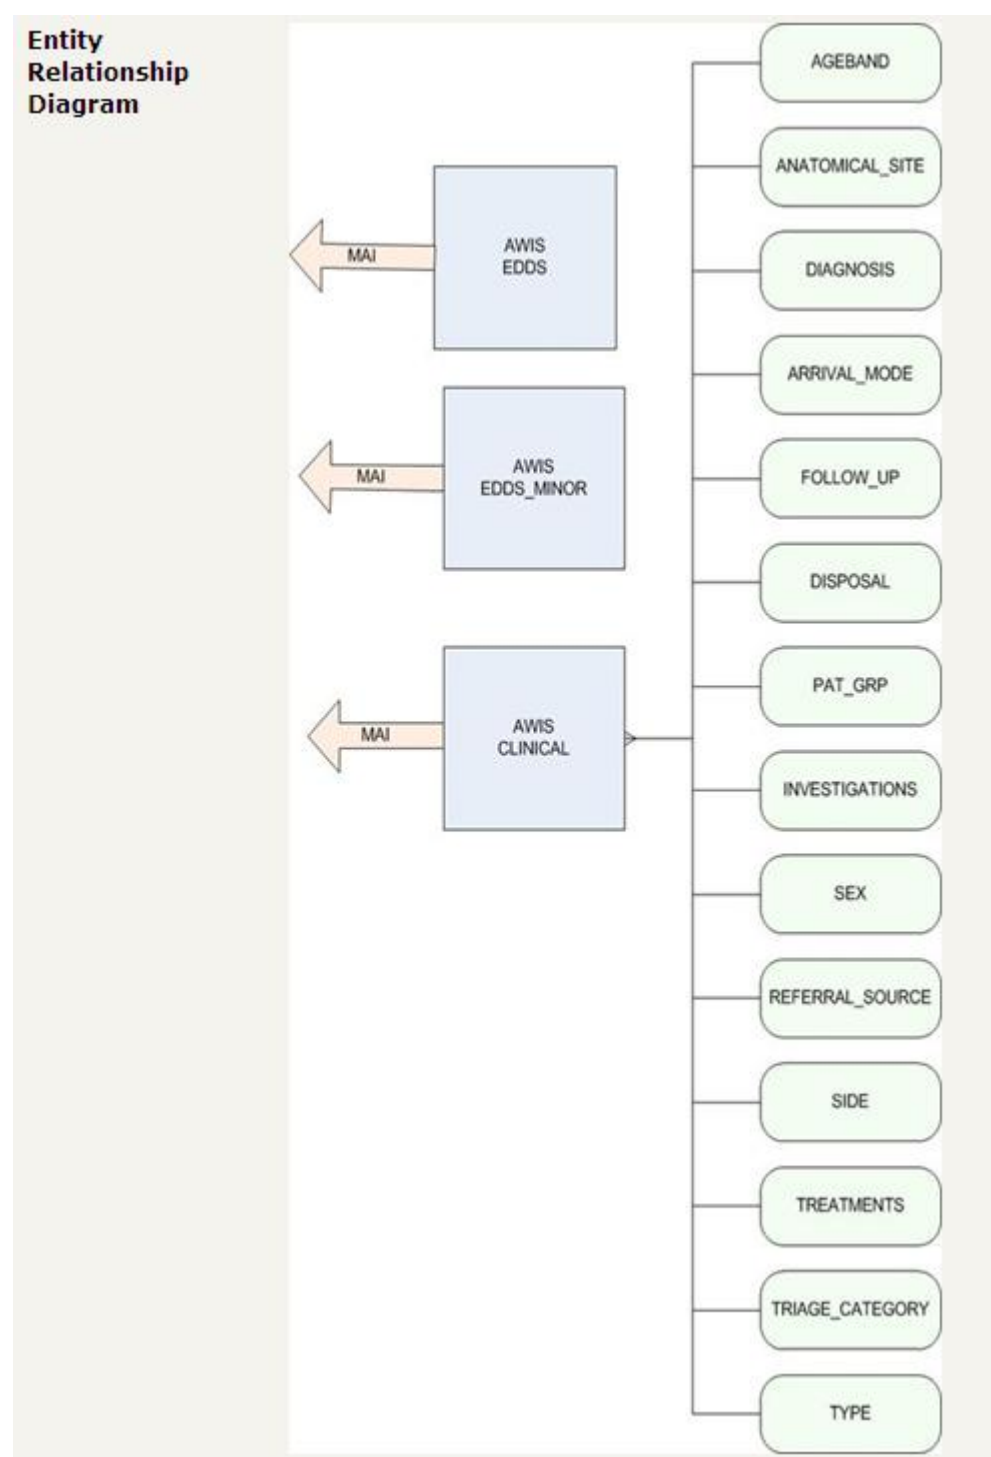 Entity
Relationship
Diagram
AGEBAND
ANATOMICAL_SITE
MAI
AWIS
EDDS
DIAGNOSIS
ARRIVAL_MODE
MAI
AWIS
EDDS_MINOR
FOLLOW_UP
DISPOSAL
PAT_GRP
MAI
AWIS
CLINICAL
INVESTIGATIONS
SEX
REFERRAL_SOURCE
SIDE
TREATMENTS
TRIAGE_CATEGORY
TYPE